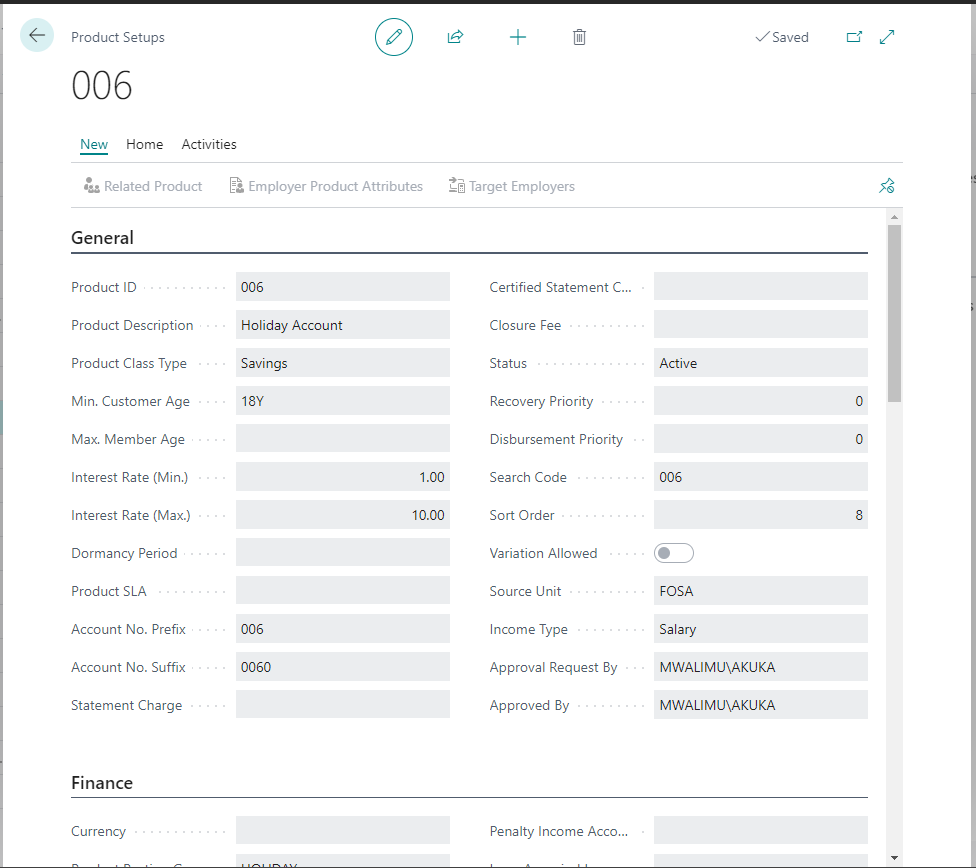 Product Setups
Saved
006
New Home Activities
Related Product Employer Product Attributes Target Employers
General
Product ID 006
Product Description Holiday Account
Product Class Type Savings
Min. Customer Age 18Y
Max. Member Age
Interest Rate (Min.) 1.00
Interest Rate (Max.) 10.00
Dormancy Period
Product SLA
Account No. Prefix 006
Account No. Suffix 0060
Statement Charge
Certified Statement C...
Closure Fee
Status Active
Recovery Priority 0
Disbursement Priority 0
Search Code 006
Sort Order 8
Variation Allowed
Source Unit FOSA
Income Type Salary
Approval Request By MWALIMU\AKUKA
Approved By MWALIMU\AKUKA
Finance
Currency
Penalty Income Acco...
HOLIDAY